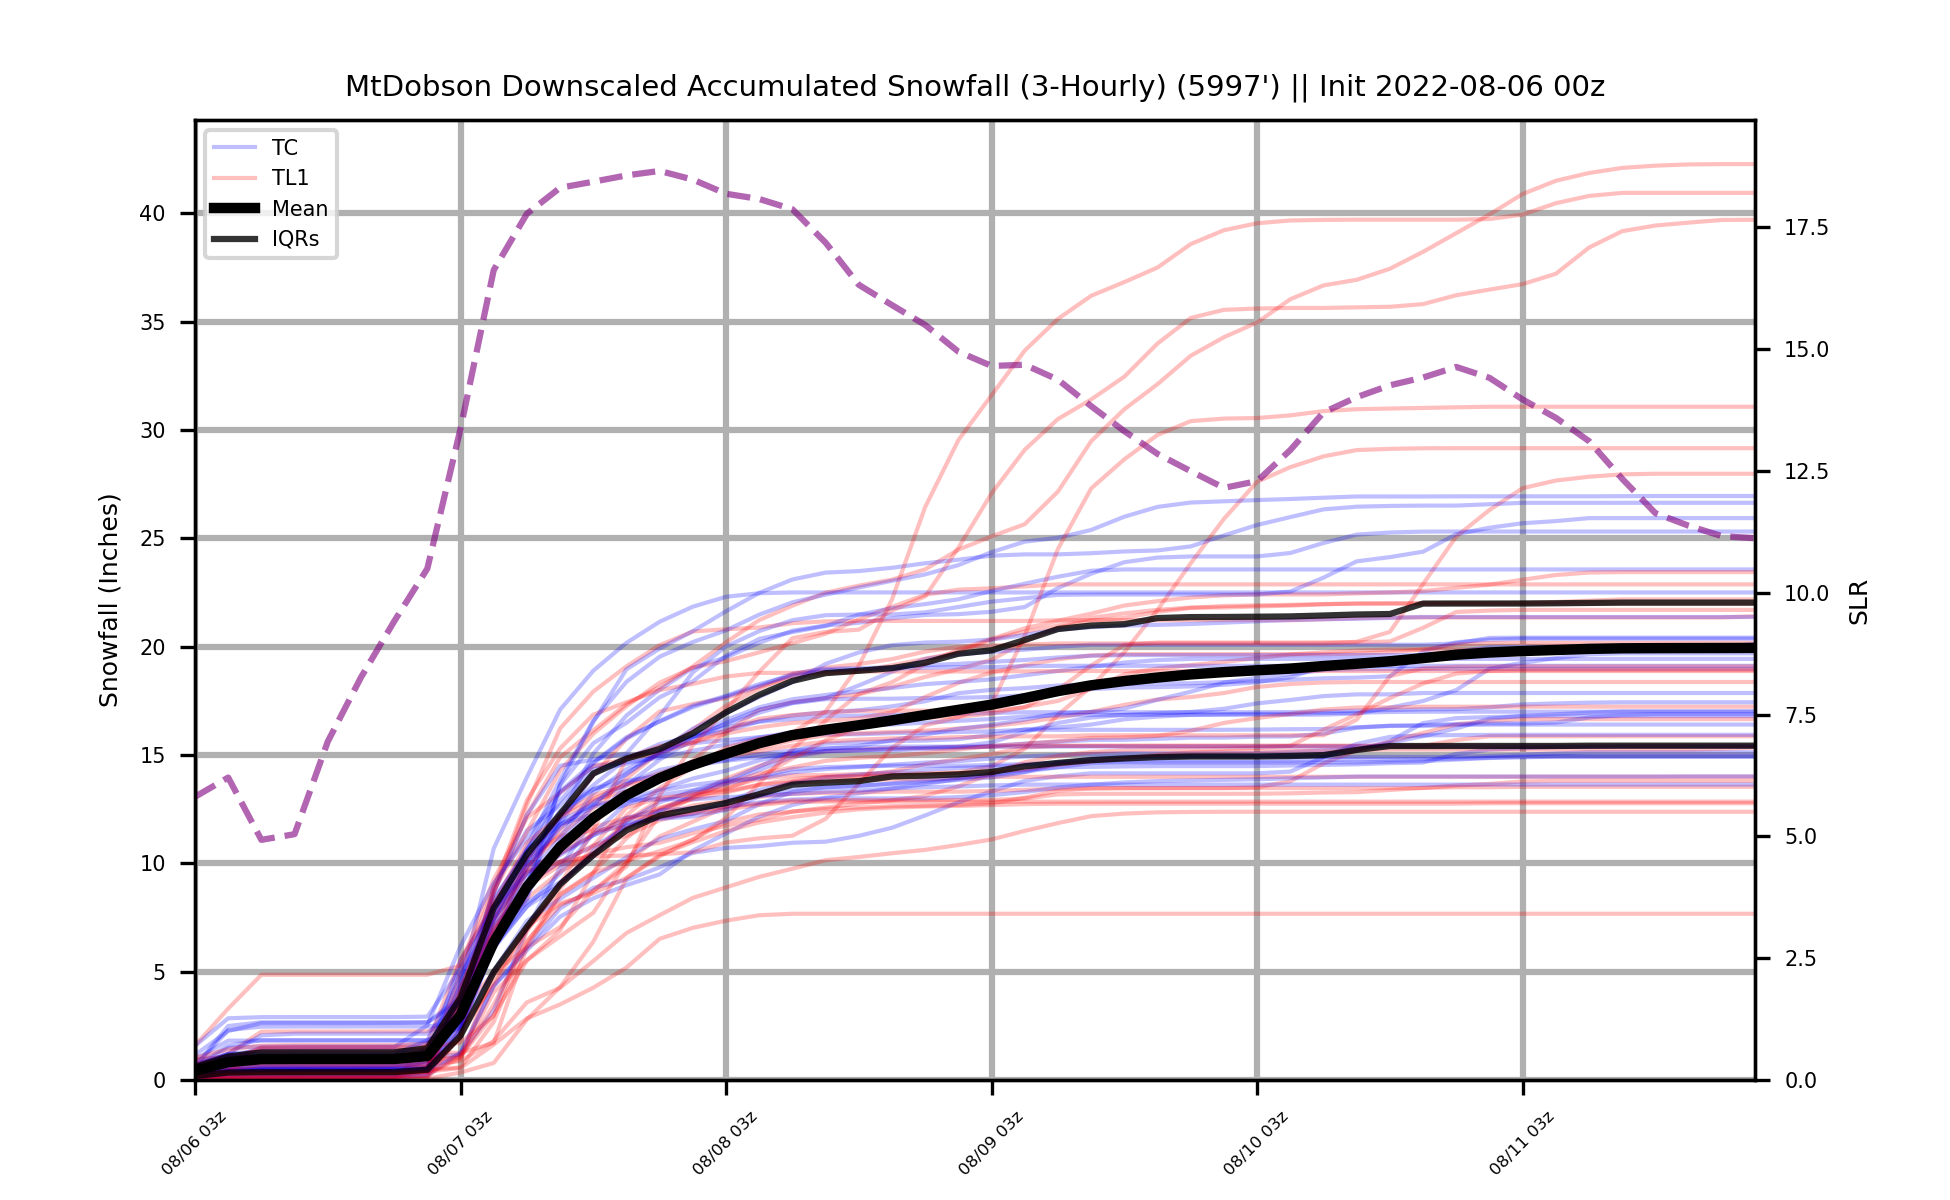 MtDobson Downscaled Accumulated Snowfall (3-Hourly) (5997') || Init 2022-08-06 00z
TC
TL1
Mean
IQRs
Snowfall (Inches)
40
35
30
25
20
15
10
5
0
17.5
15.0
12.5
10.0
7.5
5.0
2.5
0.0
SLR
08/06 03z
08/07 03z
08/08 03z
08/09 03z
08/10 03z
08/11 03z